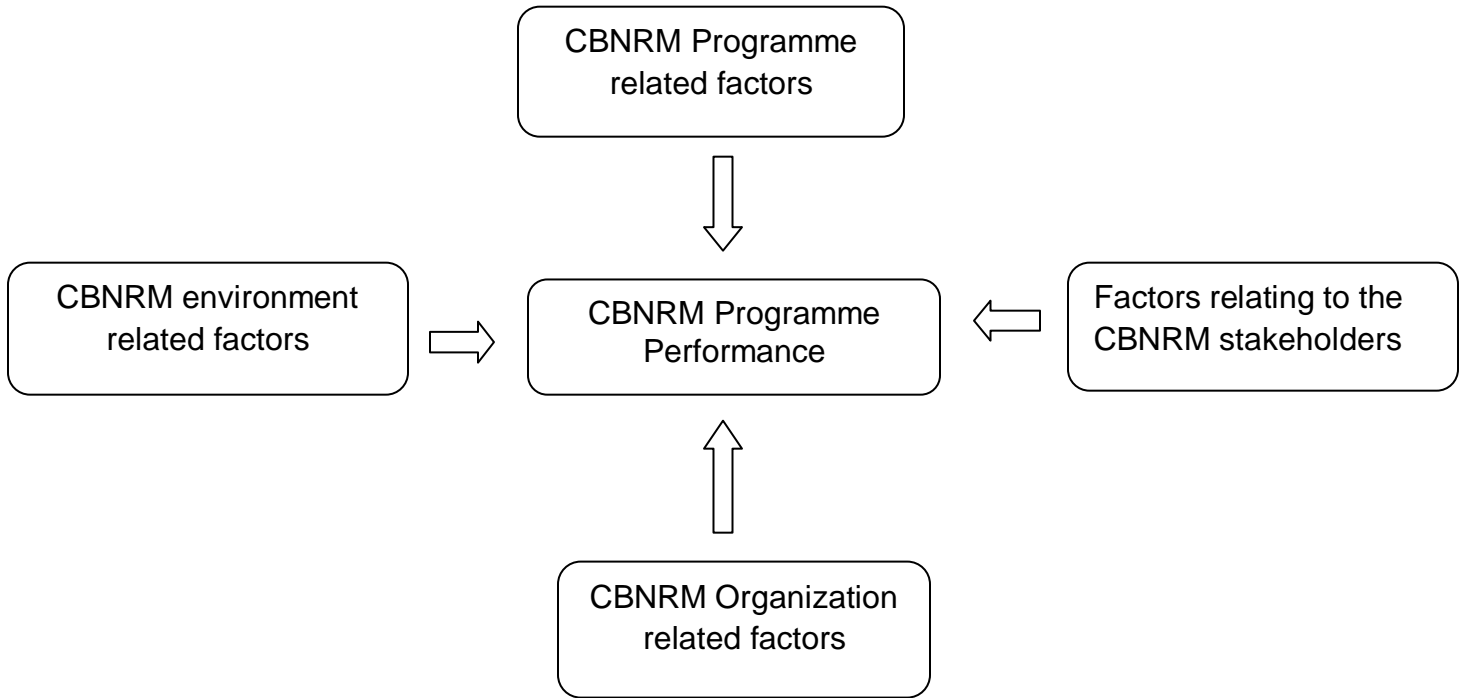 CBNRM Programme
related factors
CBNRM environment
related factors
CBNRM Programme
Performance
Factors relating to the
CBNRM stakeholders
CBNRM Organization
related factors